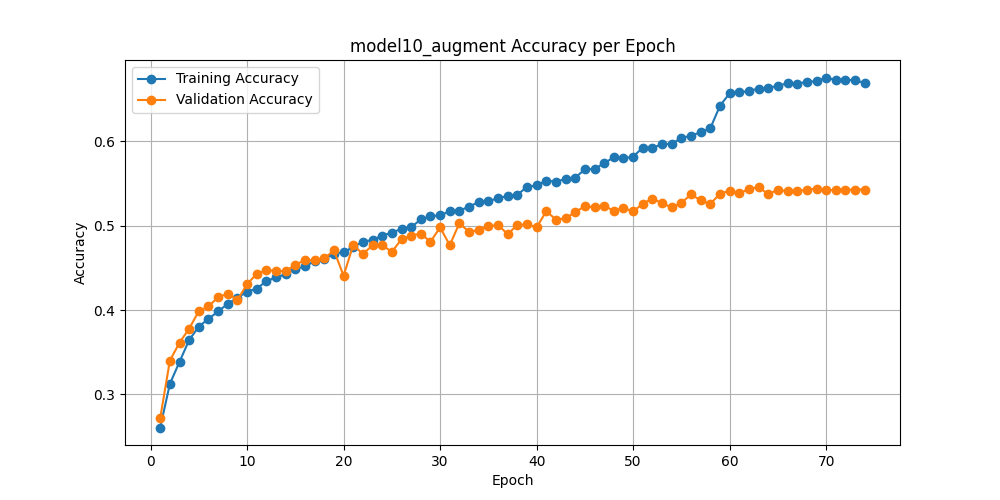 model10_augment Accuracy per Epoch
Training Accuracy
Validation Accuracy
Accuracy
0.6
0.5
0.4
0.3
0 10 20 30 40 50 60 70
Epoch